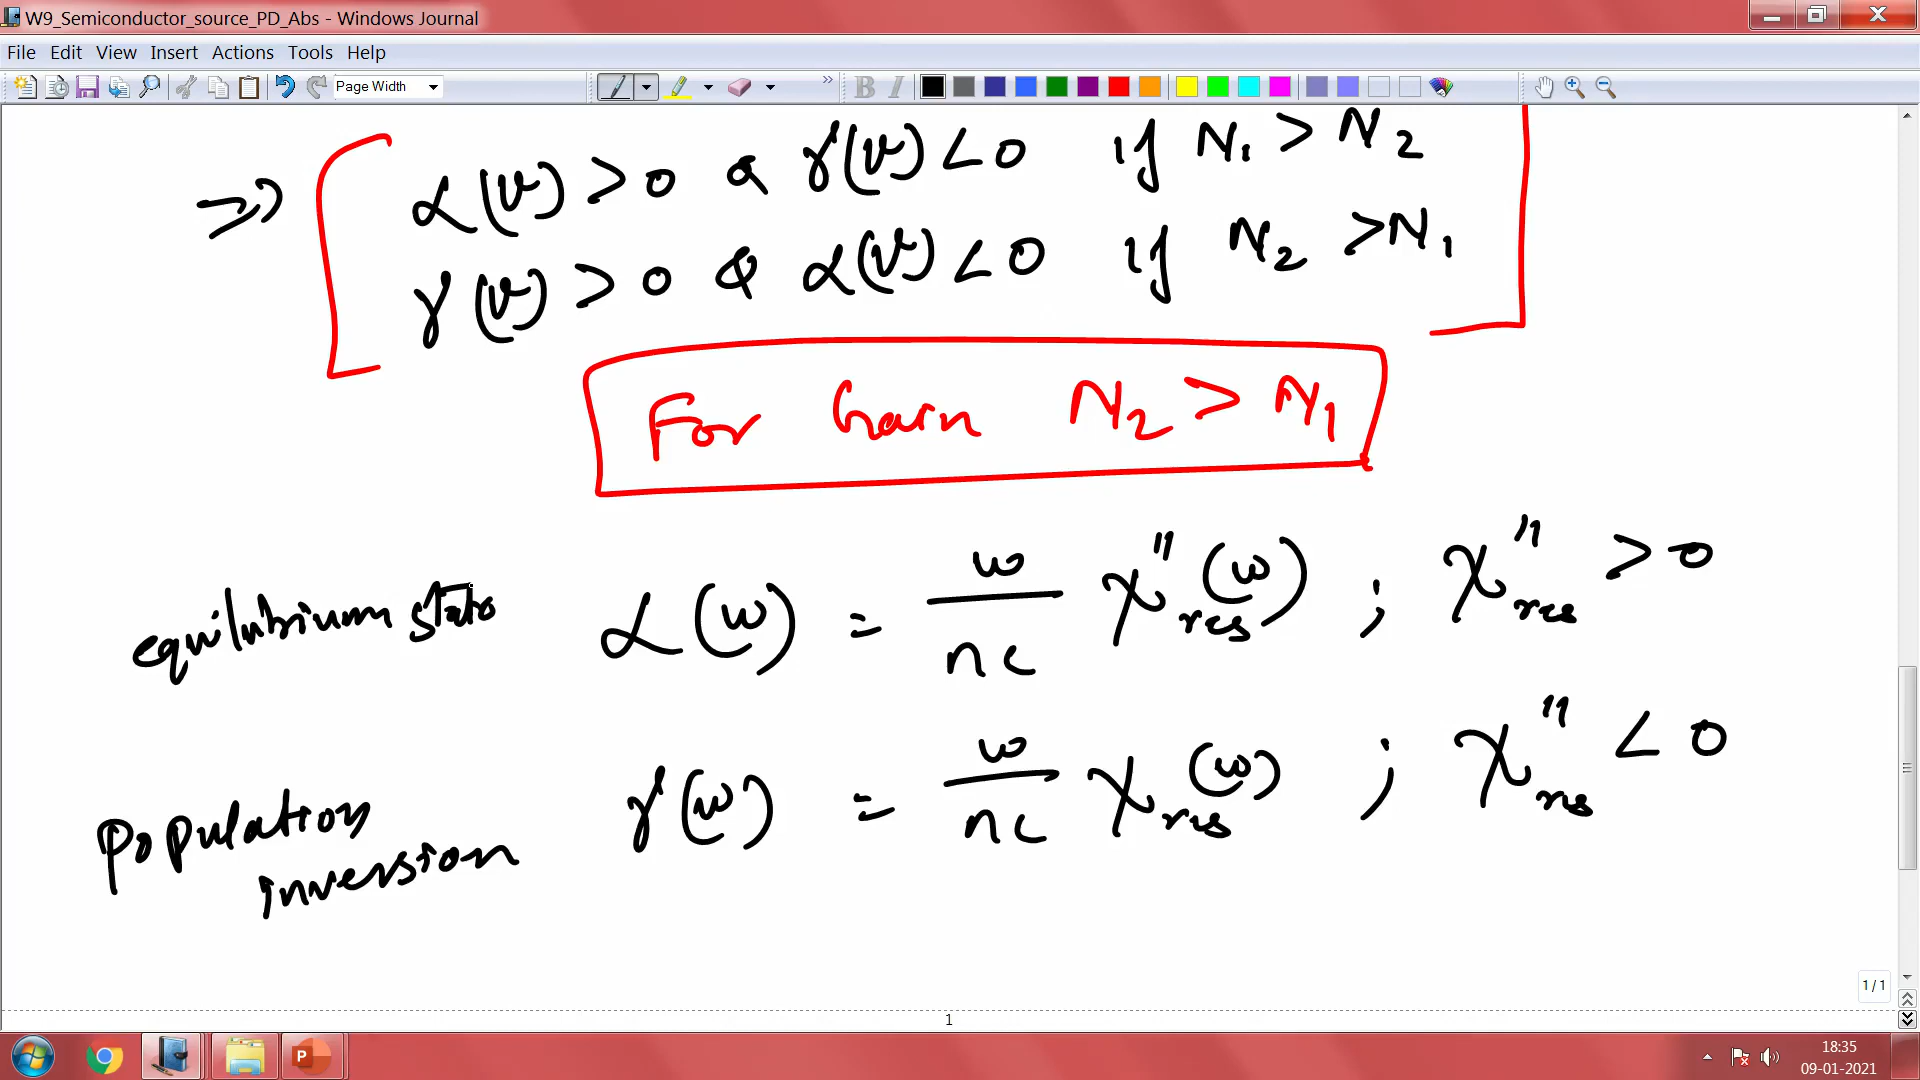 W9_Semiconductor_source_PD_Abs - Windows Journal
File Edit View Insert Actions Tools Help
Page Width
B I
⇒ α(ν) > 0 & γ(ν) < 0 if N₁ > N₂
γ(ν) > 0 & α(ν) < 0 if N₂ > N₁
For Gain N₂ > N₁
equilibrium state α(ω) = ω/nc χ''res(ω) ; χ''res > 0
Population inversion γ(ω) = ω/nc χres(ω) ; χ''res < 0
1 / 1
1
P
18:35
09-01-2021